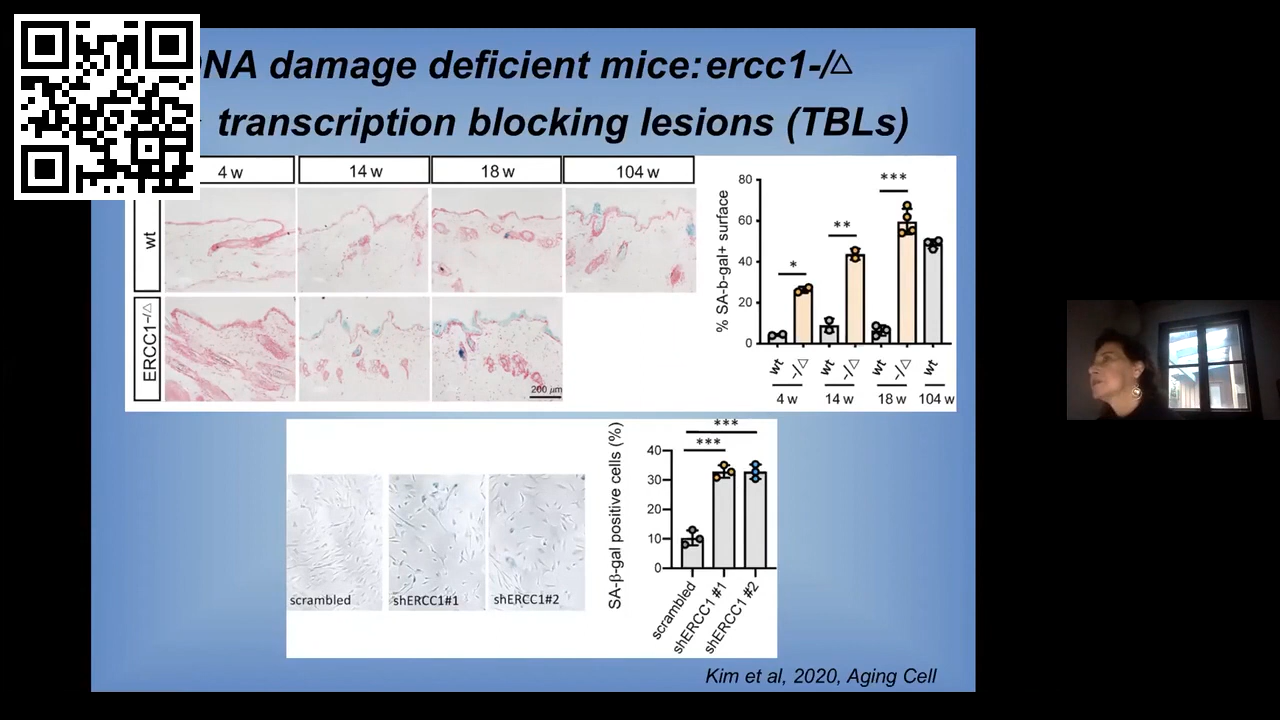 NA damage deficient mice: ercc1-/△
transcription blocking lesions (TBLs)
4 w 14 w 18 w 104 w
wt
ERCC1-/△
200 µm
% SA-b-gal+ surface
80
60
40
20
0
* ** ***
wt -/△ wt -/△ wt -/△ wt
4 w 14 w 18 w 104 w
scrambled shERCC1#1 shERCC1#2
SA-β-gal positive cells (%)
40
30
20
10
0
***
***
scrambled
shERCC1 #1
shERCC1 #2
Kim et al, 2020, Aging Cell